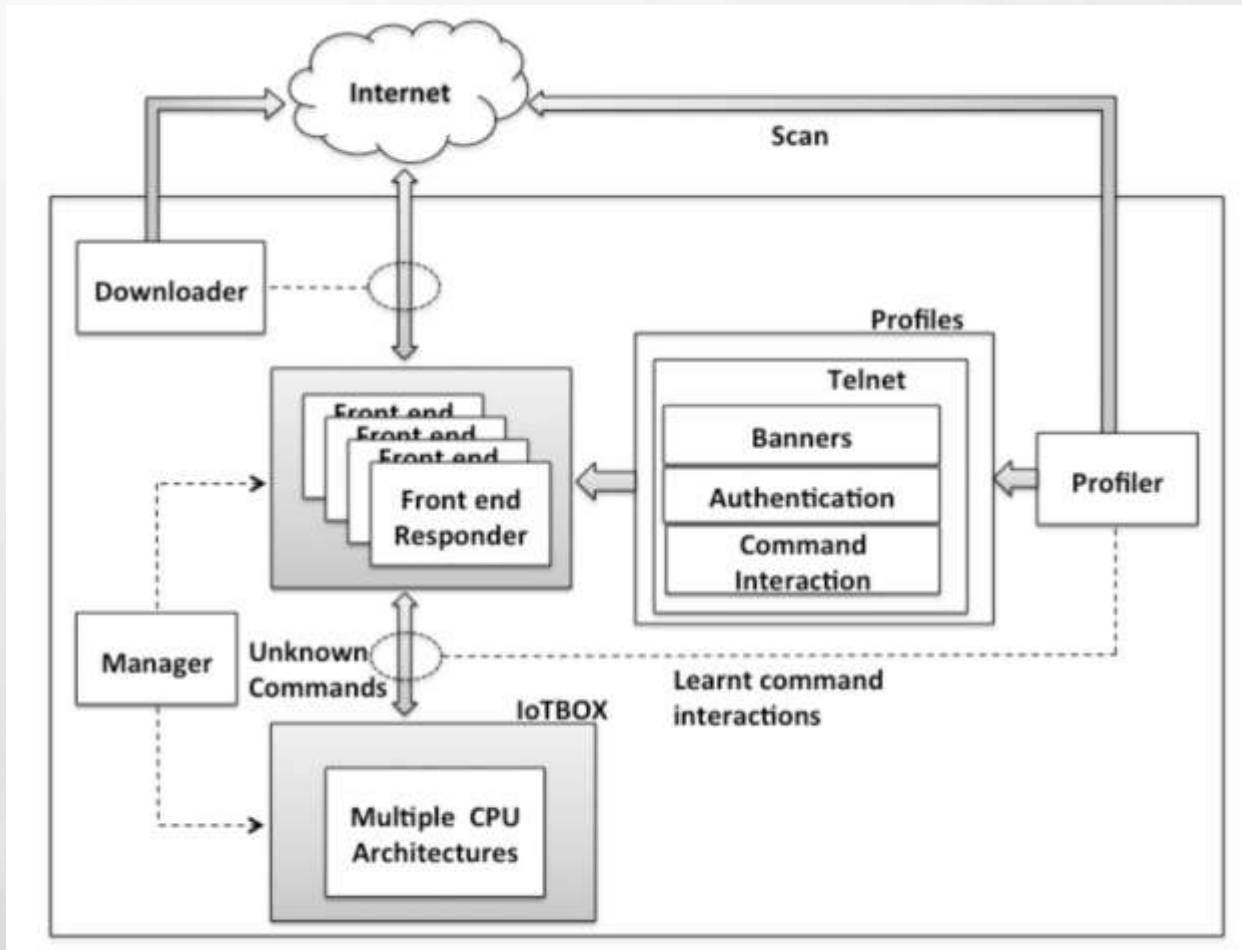 Internet
Scan
Downloader
Profiles
Telnet
Front end
Front end
Front end
Front end
Responder
Banners
Authentication
Command
Interaction
Profiler
Manager
Unknown
Commands
Learnt command
interactions
IoTBOX
Multiple CPU
Architectures